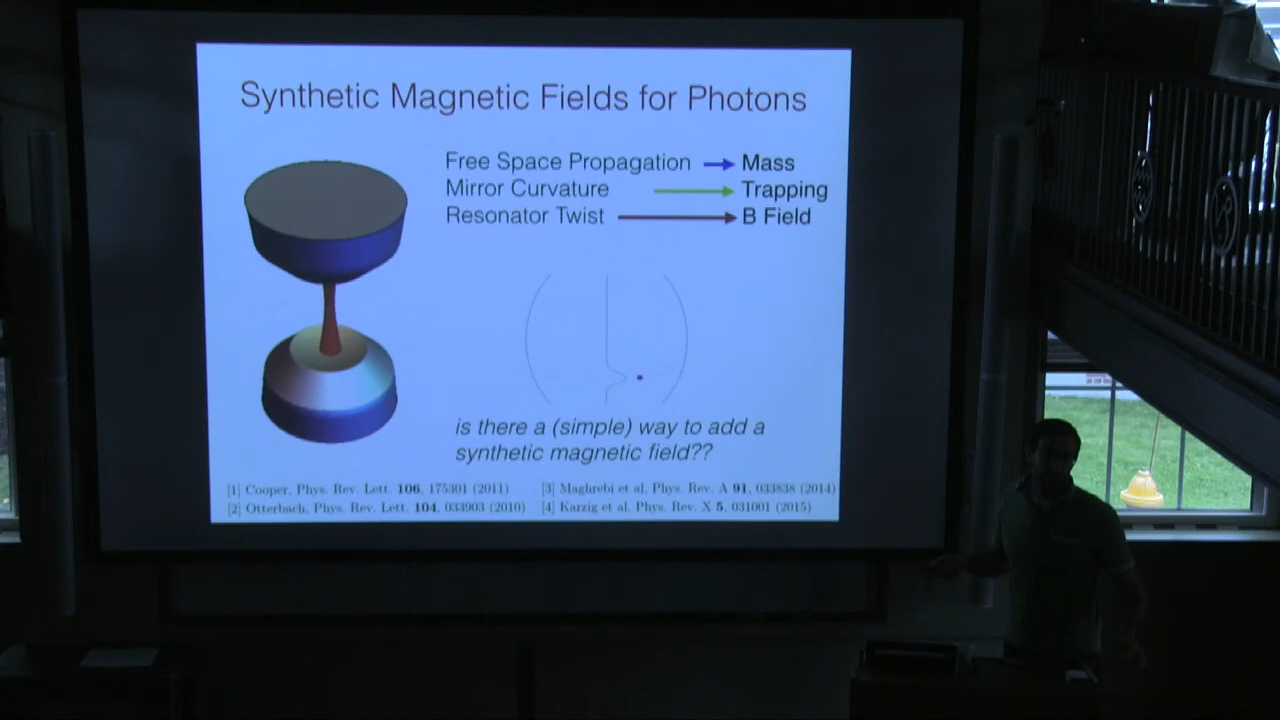 Synthetic Magnetic Fields for Photons
Free Space Propagation Mass
Mirror Curvature Trapping
Resonator Twist B Field
is there a (simple) way to add a
synthetic magnetic field??
[1] Cooper, Phys. Rev. Lett. 106, 175301 (2011)
[2] Otterbach, Phys. Rev. Lett. 104, 033903 (2010)
[3] Maghrebi et al, Phys. Rev. A 91, 033838 (2014)
[4] Karzig et al, Phys. Rev. X 5, 031001 (2015)